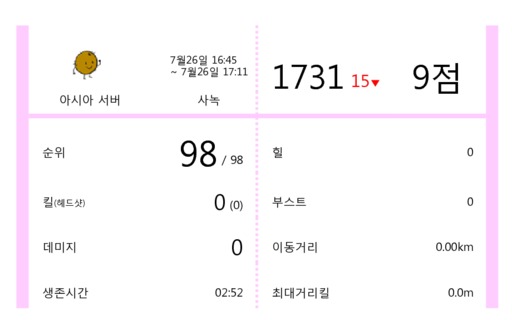 7월26일 16:45
~ 7월26일 17:11
아시아 서버
사녹
1731 15▼
9점
순위
98 / 98
힐
0
킬(헤드샷)
0 (0)
부스트
0
데미지
0
이동거리
0.00km
생존시간
02:52
최대거리킬
0.0m